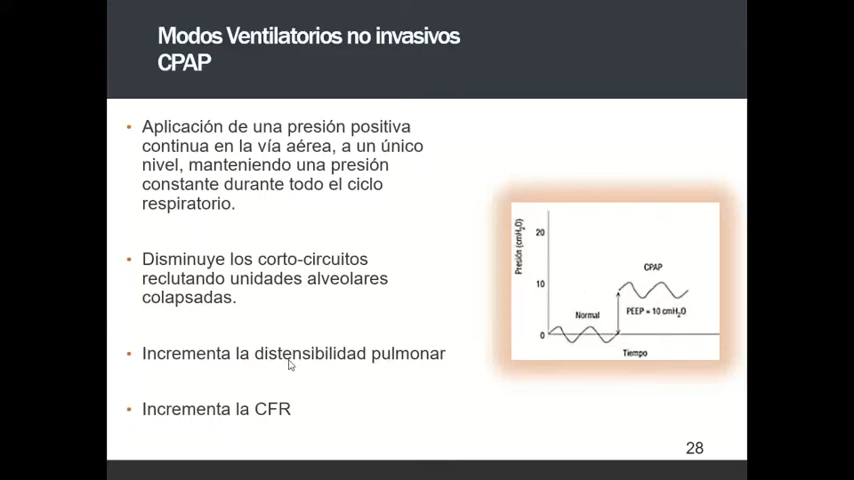 Modos Ventilatorios no invasivos
CPAP
• Aplicación de una presión positiva
continua en la vía aérea, a un único
nivel, manteniendo una presión
constante durante todo el ciclo
respiratorio.
• Disminuye los corto-circuitos
reclutando unidades alveolares
colapsadas.
• Incrementa la distensibilidad pulmonar
• Incrementa la CFR
Presión (cmH₂O)
20
10
0
CPAP
Normal
PEEP = 10 cmH₂O
Tiempo
28